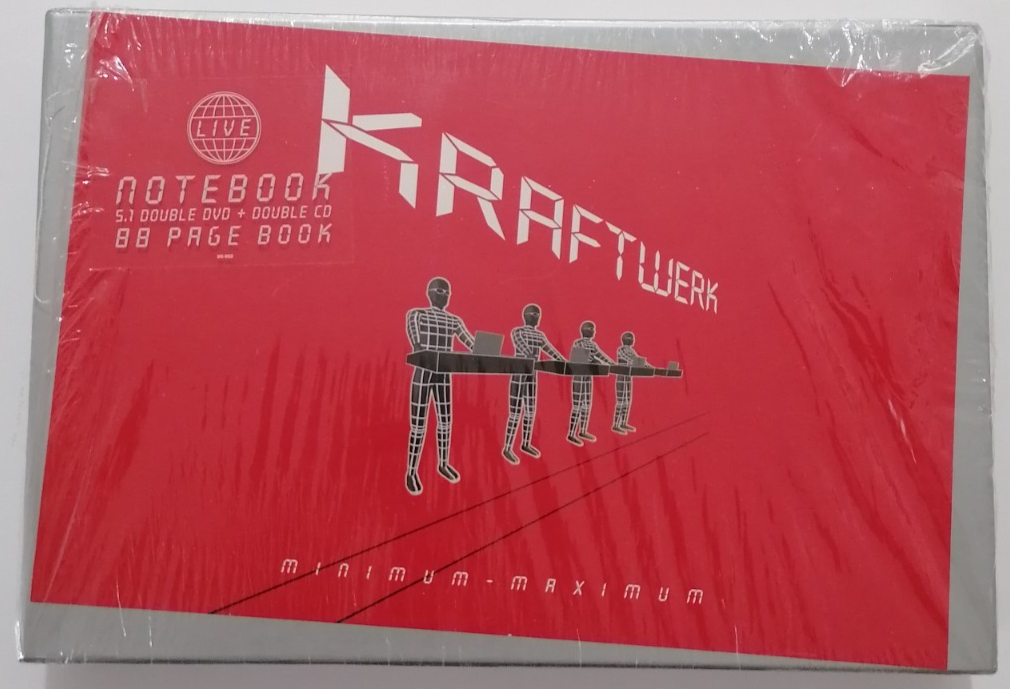 LIVE
NOTEBOOK
5.1 DOUBLE DVD + DOUBLE CD
88 PAGE BOOK
KRAFTWERK
MINIMUM-MAXIMUM